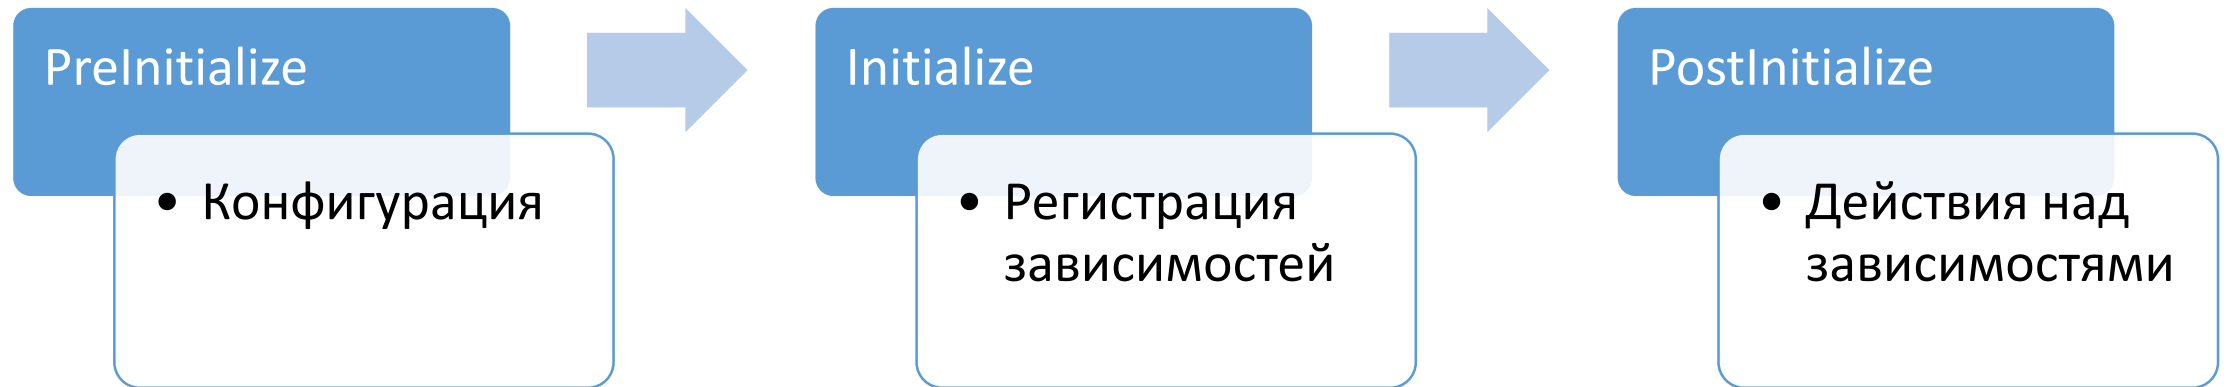 PreInitialize
• Конфигурация
Initialize
• Регистрация
зависимостей
PostInitialize
• Действия над
зависимостями